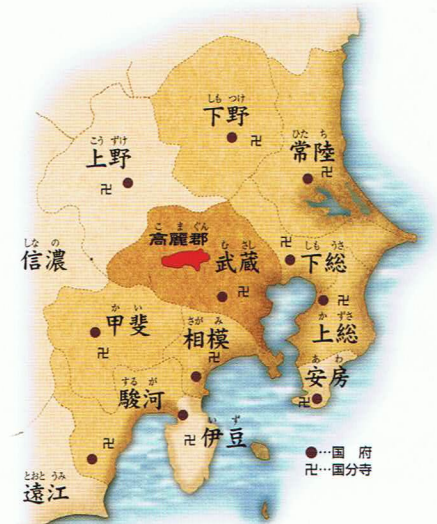 しもつけ
下野
ひたち
常陸
こうずけ
上野
こまぐん
高麗郡
しなの
信濃
むさし
武蔵
しもうさ
下総
かい
甲斐
さがみ
相模
かずさ
上総
あわ
安房
するが
駿河
いず
伊豆
とおとうみ
遠江
●…国府
卍…国分寺